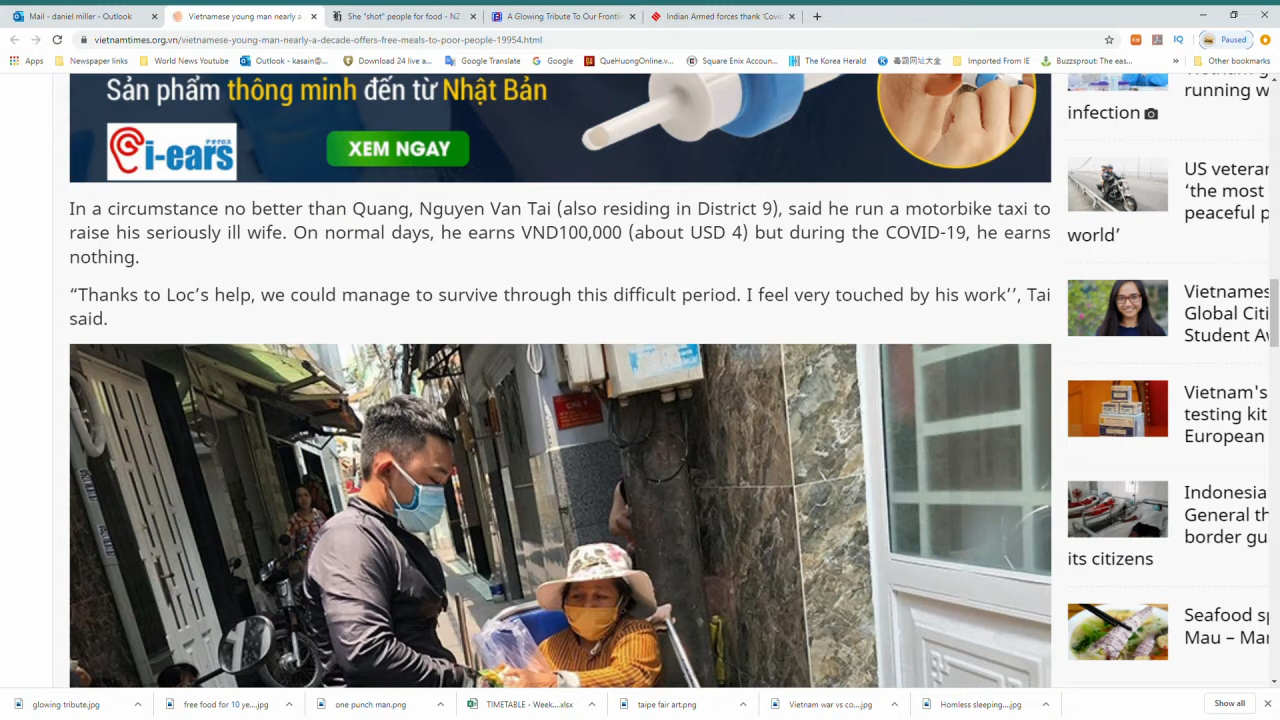 Mail - daniel miller - Outlook
Vietnamese young man nearly a
She "shot" people for food - NZ
A Glowing Tribute To Our Frontli
Indian Armed forces thank 'Covi
vietnamtimes.org.vn/vietnamese-young-man-nearly-a-decade-offers-free-meals-to-poor-people-19954.html
IQ
Paused
Apps
Newspaper links
World News Youtube
Outlook - kasain@...
Download 24 live a...
Google Translate
Google
QuêHuongOnline.v...
Square Enix Accoun...
The Korea Herald
毒霸网址大全
Imported From IE
Buzzsprout: The eas...
»
Other bookmarks
Sản phẩm thông minh đến từ Nhật Bản
i-ears
XEM NGAY
In a circumstance no better than Quang, Nguyen Van Tai (also residing in District 9), said he run a motorbike taxi to
raise his seriously ill wife. On normal days, he earns VND100,000 (about USD 4) but during the COVID-19, he earns
nothing.
“Thanks to Loc’s help, we could manage to survive through this difficult period. I feel very touched by his work’’, Tai
said.
running w
infection
US veterar
‘the most
peaceful p
world’
Vietnames
Global Citi
Student Av
Vietnam's
testing kit
European
Indonesia
General th
border gu
its citizens
Seafood sp
Mau – Mar
glowing tribute.jpg
free food for 10 ye....jpg
one punch man.png
TIMETABLE - Week....xlsx
taipe fair art.png
Vietnam war vs co....jpg
Homless sleeping....jpg
Show all